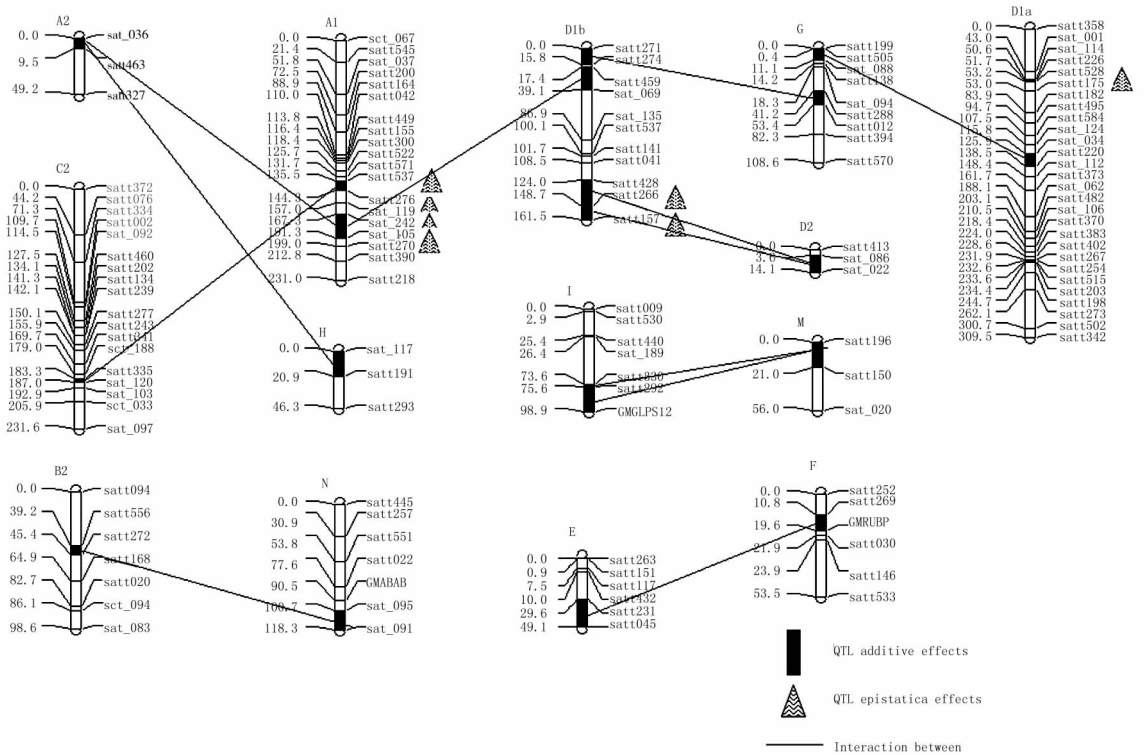 A2
0.0 sat_036
9.5 satt463
49.2 satt327
A1
0.0 sct_067
21.4 satt545
51.8 sat_037
72.5 satt200
88.9 satt164
110.0 satt042
113.8 satt449
116.4 satt155
118.4 satt300
125.7 satt522
131.7 satt571
135.5 satt537
144.9 satt276
157.0 sat_119
167.3 sat_242
191.3 sat_105
199.0 satt270
212.8 satt390
231.0 satt218
D1b
0.0 satt271
15.8 satt274
17.4 satt459
39.1 sat_069
86.9 sat_135
100.1 satt537
101.7 satt141
108.5 satt041
124.0 satt428
148.7 satt266
161.5 satt157
G
0.0 satt199
0.4 satt505
11.1 sat_088
14.2 satt138
18.3 sat_094
41.2 satt288
53.4 satt012
82.3 satt394
108.6 satt570
D1a
0.0 satt358
43.0 sat_001
50.6 sat_114
51.7 satt226
53.2 satt528
53.0 satt175
83.9 satt182
94.7 satt495
107.5 satt584
115.8 sat_124
125.9 sat_034
138.5 satt220
148.4 sat_112
161.7 satt373
188.1 sat_062
203.1 satt482
210.5 sat_106
218.4 satt370
224.0 satt383
228.6 satt402
231.9 satt267
232.6 satt254
233.6 satt515
234.4 satt203
244.7 satt198
262.1 satt273
300.7 satt502
309.5 satt342
C2
0.0 satt372
44.2 satt076
71.3 satt334
109.7 satt002
114.5 sat_092
127.5 satt460
134.1 satt202
141.3 satt134
142.1 satt239
150.1 satt277
155.9 satt243
169.7 satt341
179.0 sct_188
183.3 satt335
187.0 sat_120
192.9 sat_103
205.9 sct_033
231.6 sat_097
H
0.0 sat_117
20.9 satt191
46.3 satt293
D2
satt413
3.6 sat_086
14.1 sat_022
I
0.0 satt009
2.9 satt530
25.4 satt440
26.4 sat_189
73.6 satt330
75.6 satt292
98.9 GMGLPS12
M
0.0 satt196
21.0 satt150
56.0 sat_020
B2
0.0 satt094
39.2 satt556
45.4 satt272
64.9 satt168
82.7 satt020
86.1 sct_094
98.6 sat_083
N
0.0 satt445
30.9 satt257
53.8 satt551
77.6 satt022
90.5 GMABAB
100.7 sat_095
118.3 sat_091
E
0.0 satt263
0.9 satt151
7.5 satt117
10.0 satt432
29.6 satt231
49.1 satt045
F
0.0 satt252
10.8 satt269
19.6 GMRUBP
21.9 satt030
23.9 satt146
53.5 satt533
QTL additive effects
QTL epistatica effects
Interaction between